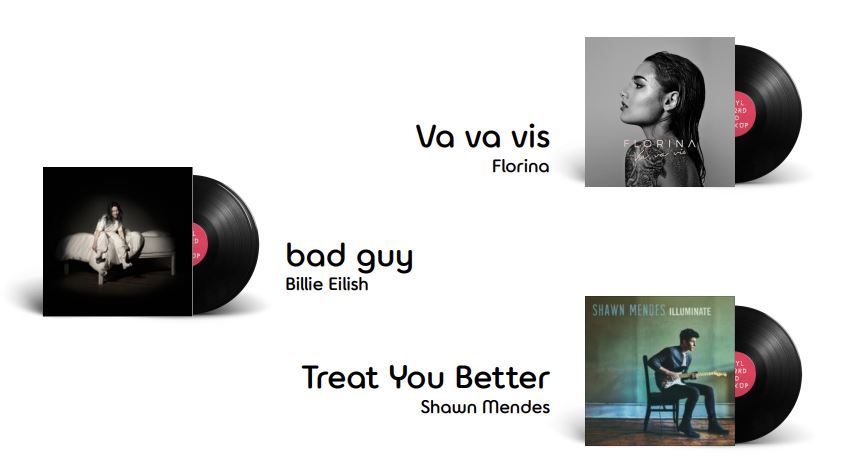 Va va vis
Florina
FLORINA
Va va vis
bad guy
Billie Eilish
Treat You Better
Shawn Mendes
SHAWN MENDES ILLUMINATE